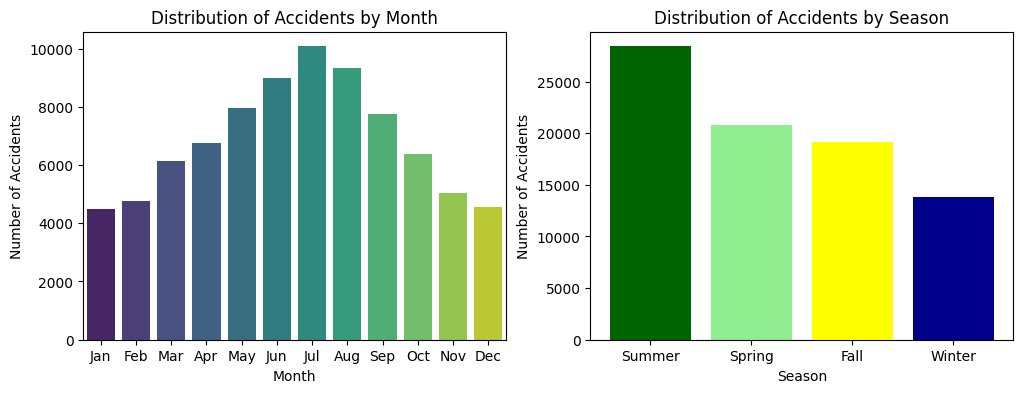 Distribution of Accidents by Month
Number of Accidents
10000
8000
6000
4000
2000
0
Jan Feb Mar Apr May Jun Jul Aug Sep Oct Nov Dec
Month
Distribution of Accidents by Season
Number of Accidents
25000
20000
15000
10000
5000
0
Summer Spring Fall Winter
Season